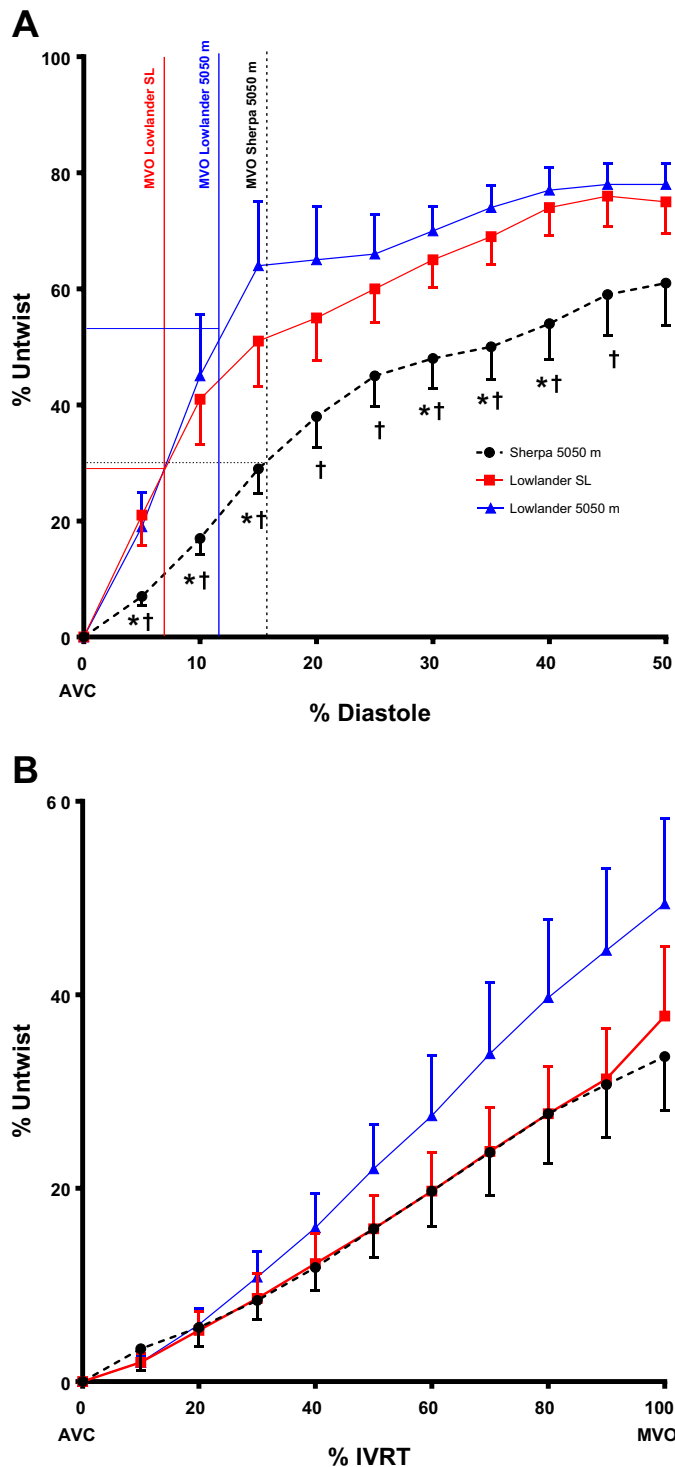 A
MVO Lowlander SL
MVO Lowlander 5050 m
MVO Sherpa 5050 m
100
80
60
40
20
0
% Untwist
*†
*†
*†
†
†
*†
*†
*†
†
Sherpa 5050 m
Lowlander SL
Lowlander 5050 m
0 10 20 30 40 50
AVC
% Diastole
B
60
40
20
0
% Untwist
0 20 40 60 80 100
AVC MVO
% IVRT